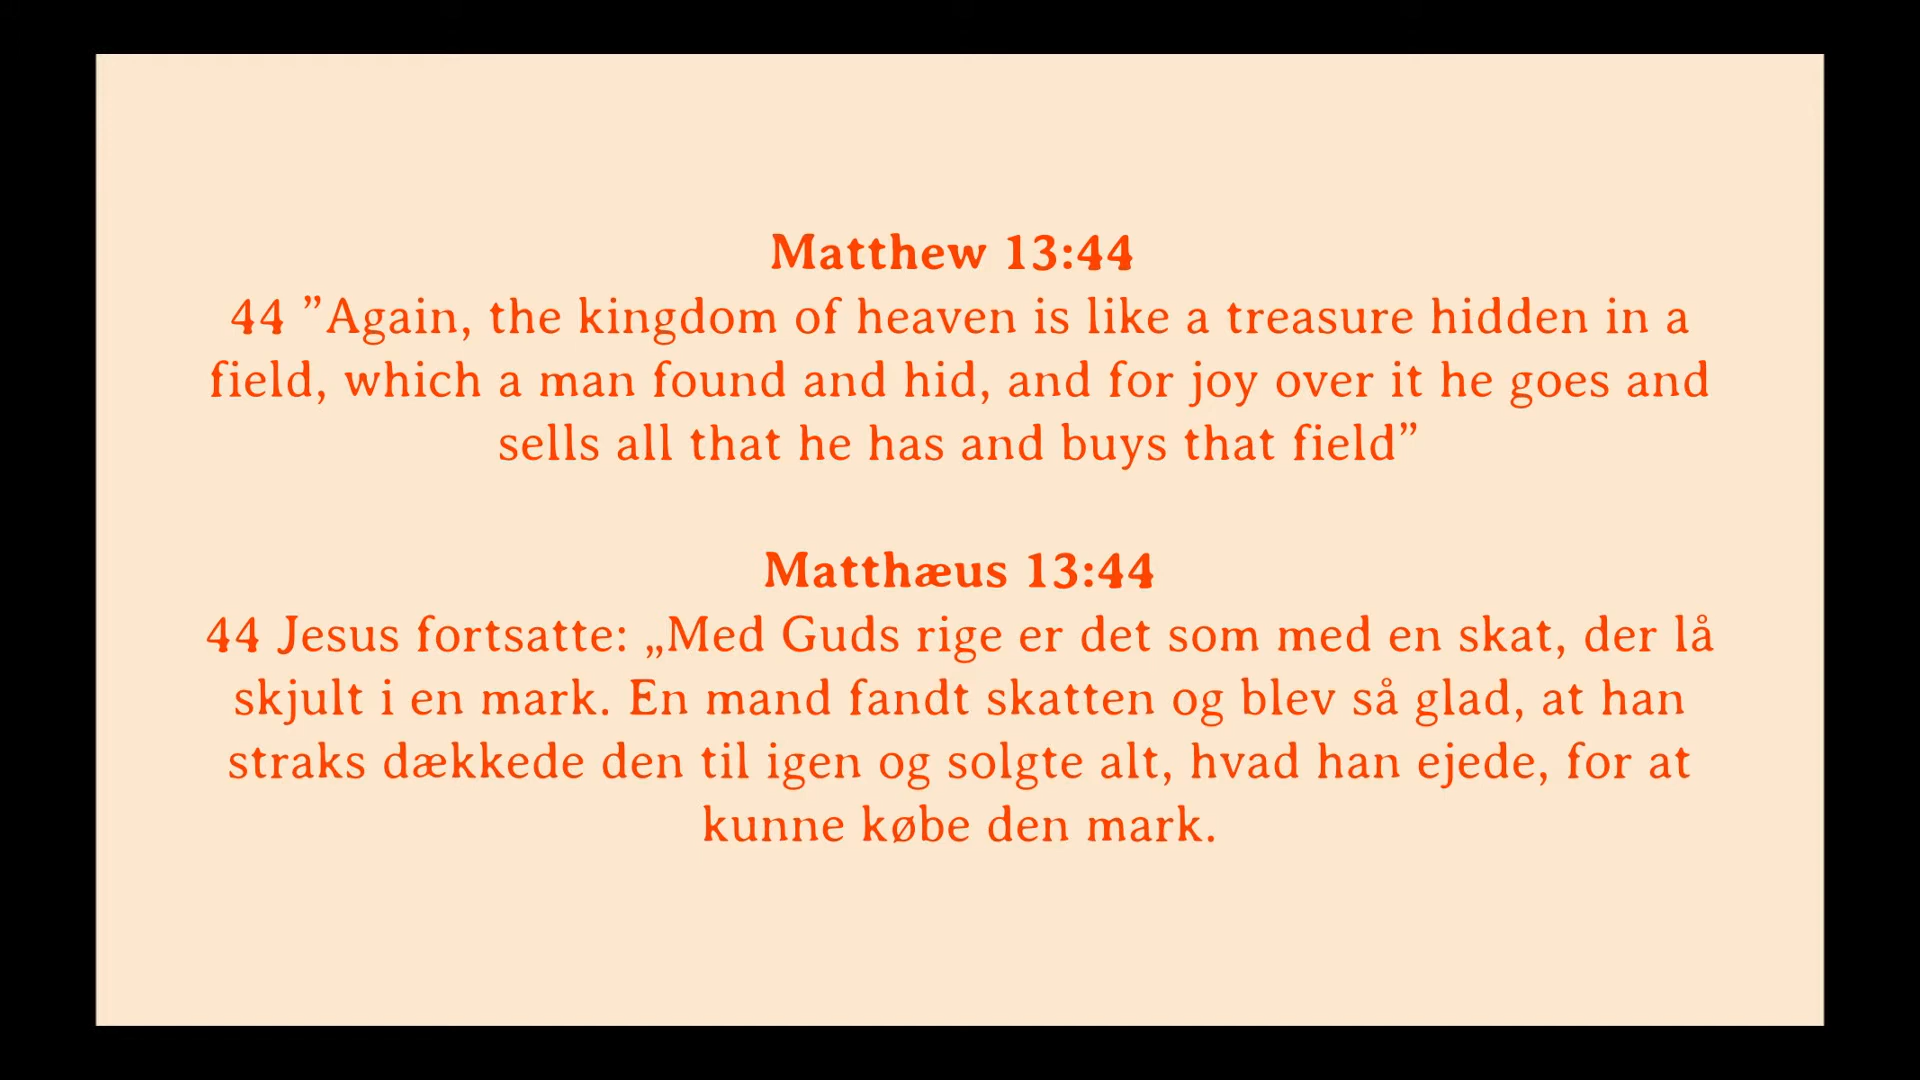 Matthew 13:44
44 ”Again, the kingdom of heaven is like a treasure hidden in a
field, which a man found and hid, and for joy over it he goes and
sells all that he has and buys that field”
Matthæus 13:44
44 Jesus fortsatte: „Med Guds rige er det som med en skat, der lå
skjult i en mark. En mand fandt skatten og blev så glad, at han
straks dækkede den til igen og solgte alt, hvad han ejede, for at
kunne købe den mark.